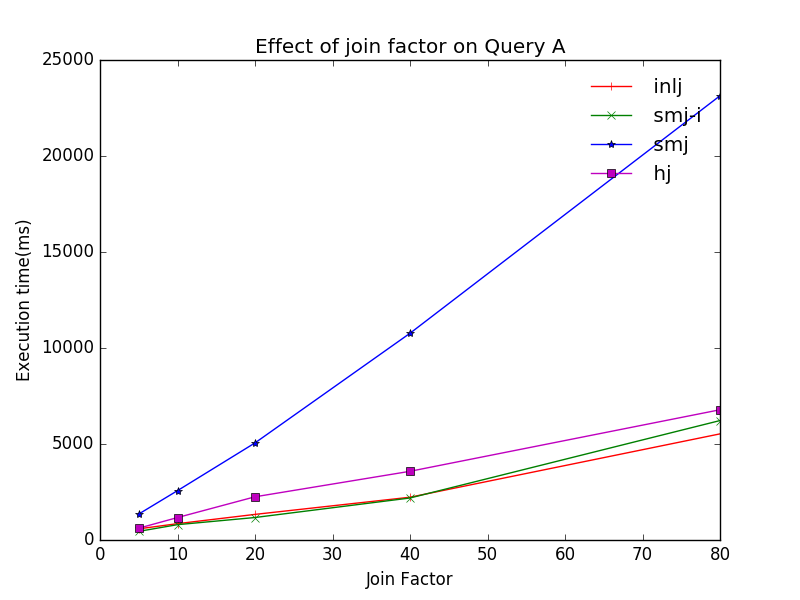 Effect of join factor on Query A
25000
20000
15000
10000
5000
0
Execution time(ms)
inlj
smj-i
smj
hj
0 10 20 30 40 50 60 70 80
Join Factor